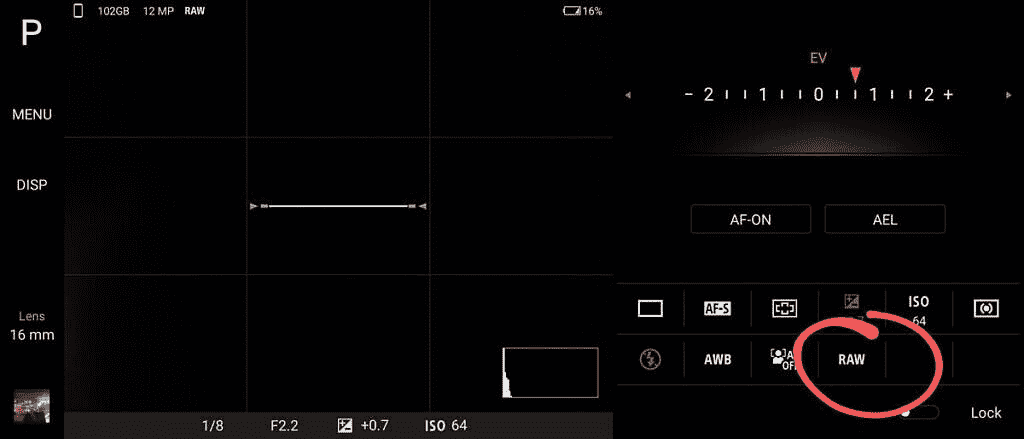 P
102GB 12 MP RAW 16%
MENU
DISP
Lens
16 mm
1/8 F2.2 +0.7 ISO 64
EV
- 2 1 0 1 2 +
AF-ON AEL
AF-S ISO
64
AWB RAW
Lock